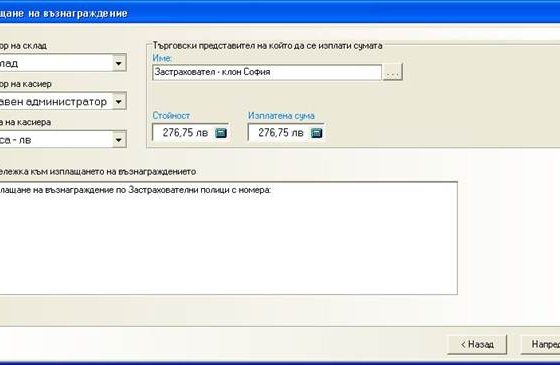 щане на възнаграждение
ор на склад
лад
ор на касиер
авен администратор
а на касиера
са - лв
Търговски представител на който да се изплати сумата
Име:
Застраховател - клон София
...
Стойност
Изплатена сума
276,75 лв
276,75 лв
ележка към изплащането на възнаграждението
лащане на възнаграждение по Застрахователни полици с номера:
< Назад
Напред